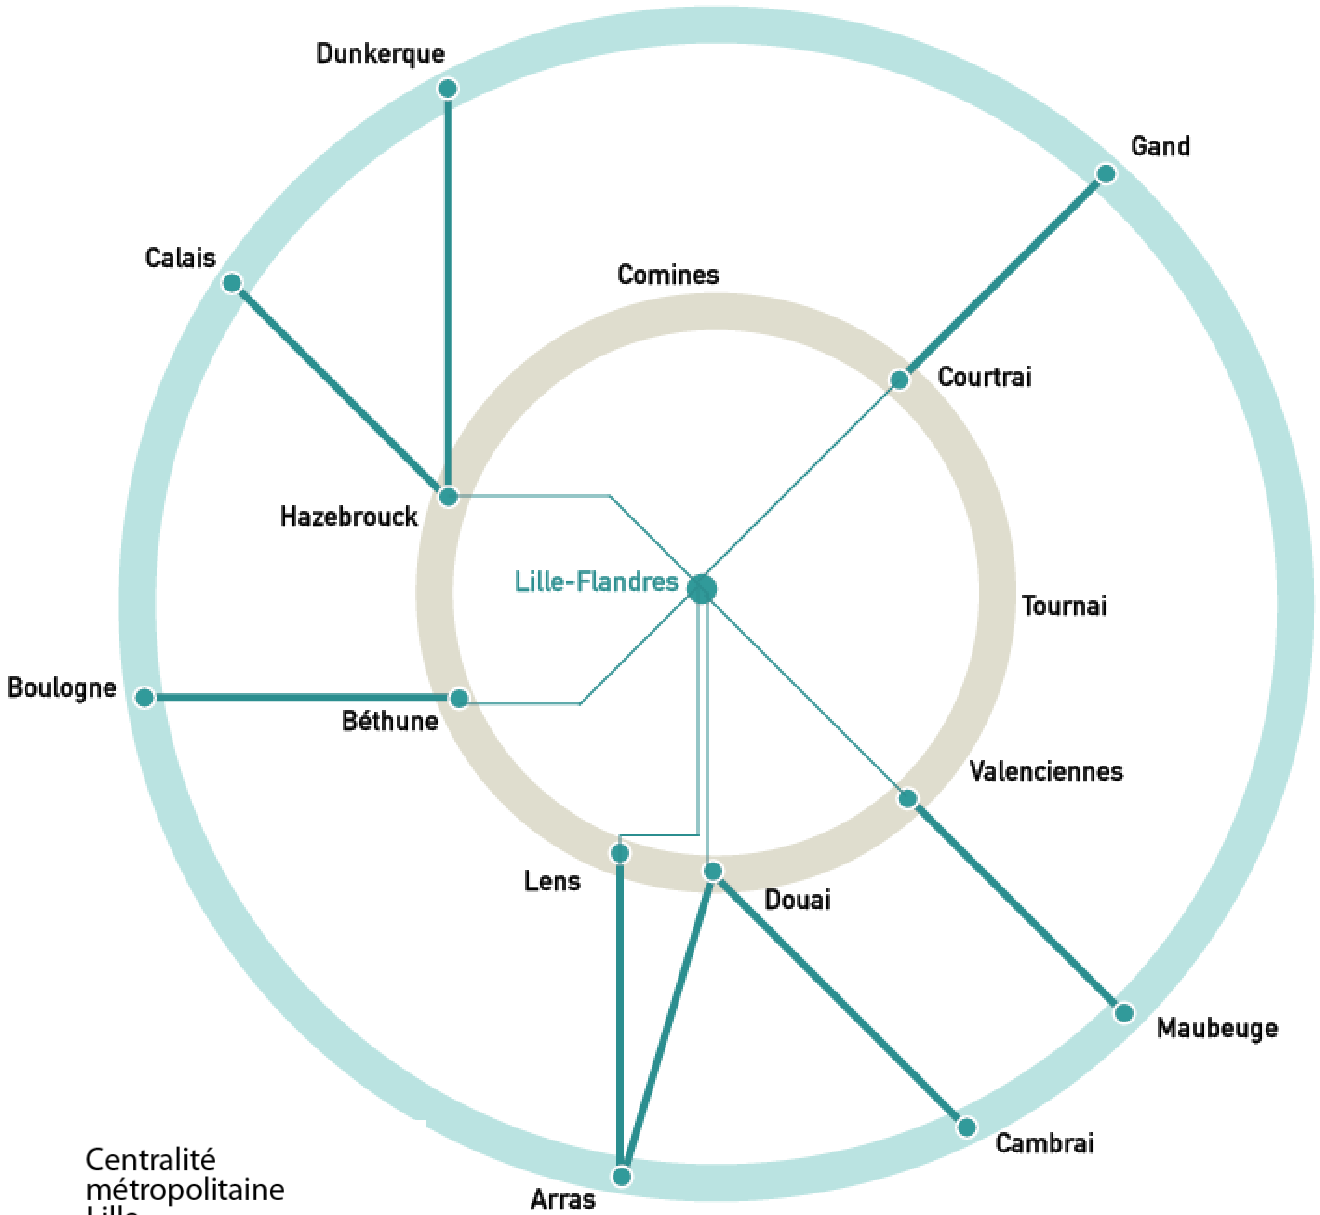 Dunkerque
Gand
Calais
Comines
Courtrai
Hazebrouck
Lille-Flandres
Tournai
Boulogne
Béthune
Valenciennes
Lens
Douai
Maubeuge
Cambrai
Arras
Centralité
métropolitaine
Lille